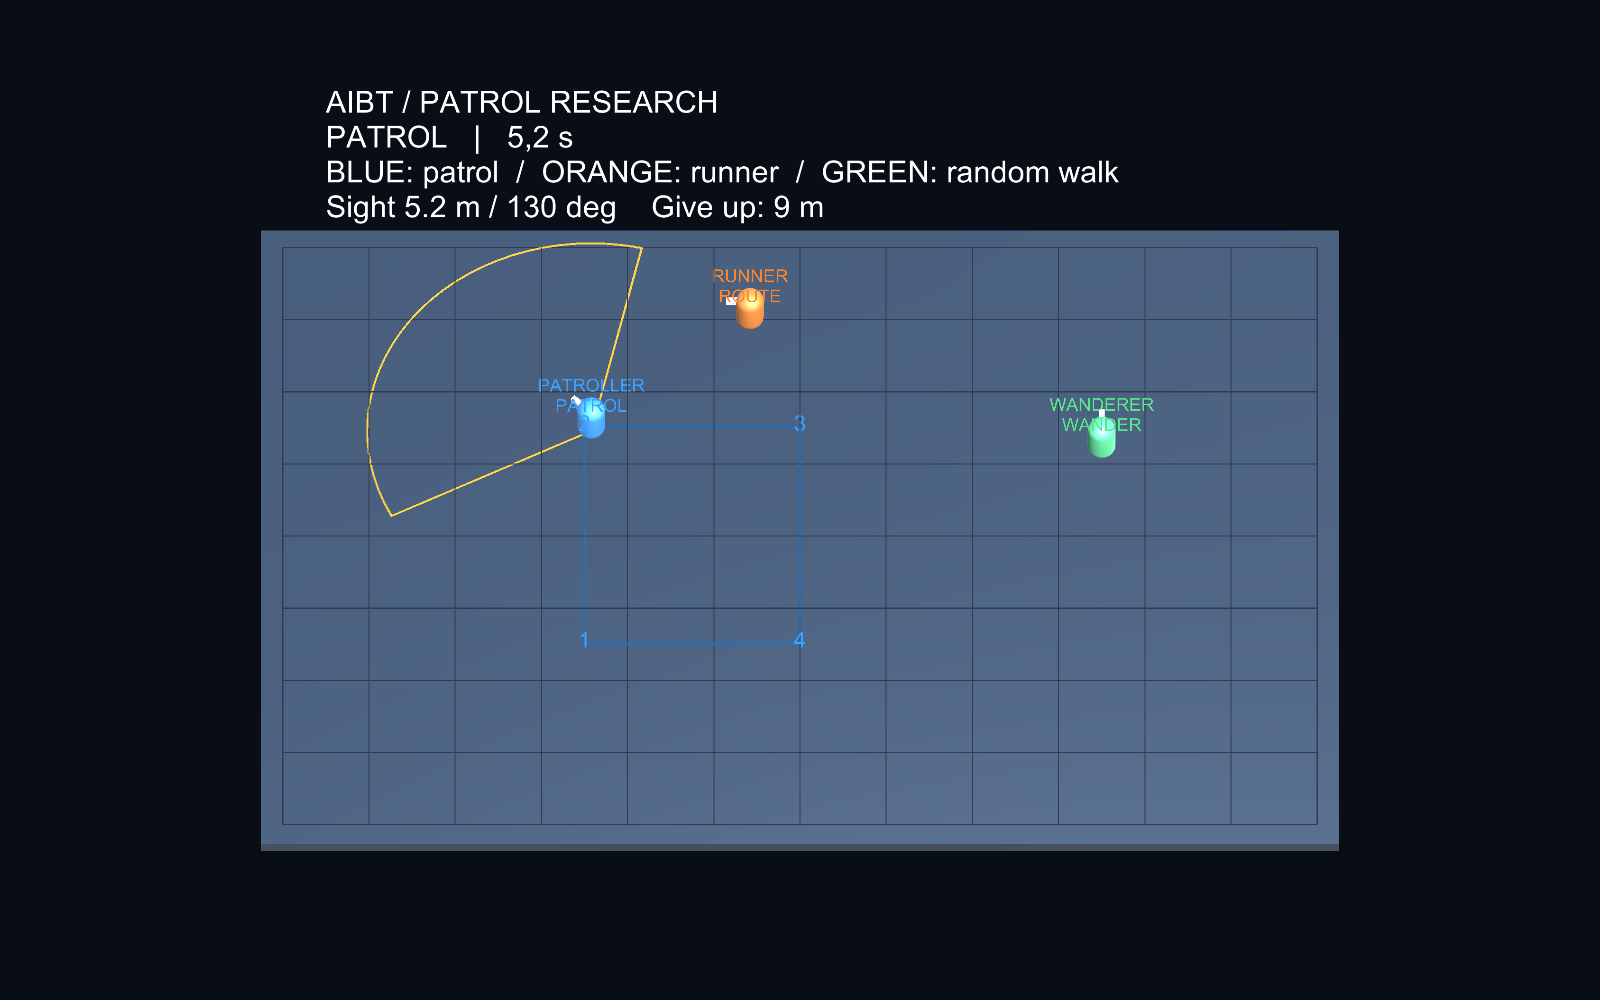 AIBT / PATROL RESEARCH
PATROL | 5,2 s
BLUE: patrol / ORANGE: runner / GREEN: random walk
Sight 5.2 m / 130 deg Give up: 9 m
RUNNER
ROUTE
PATROLLER
PATROL
WANDERER
WANDER
2
3
1
4